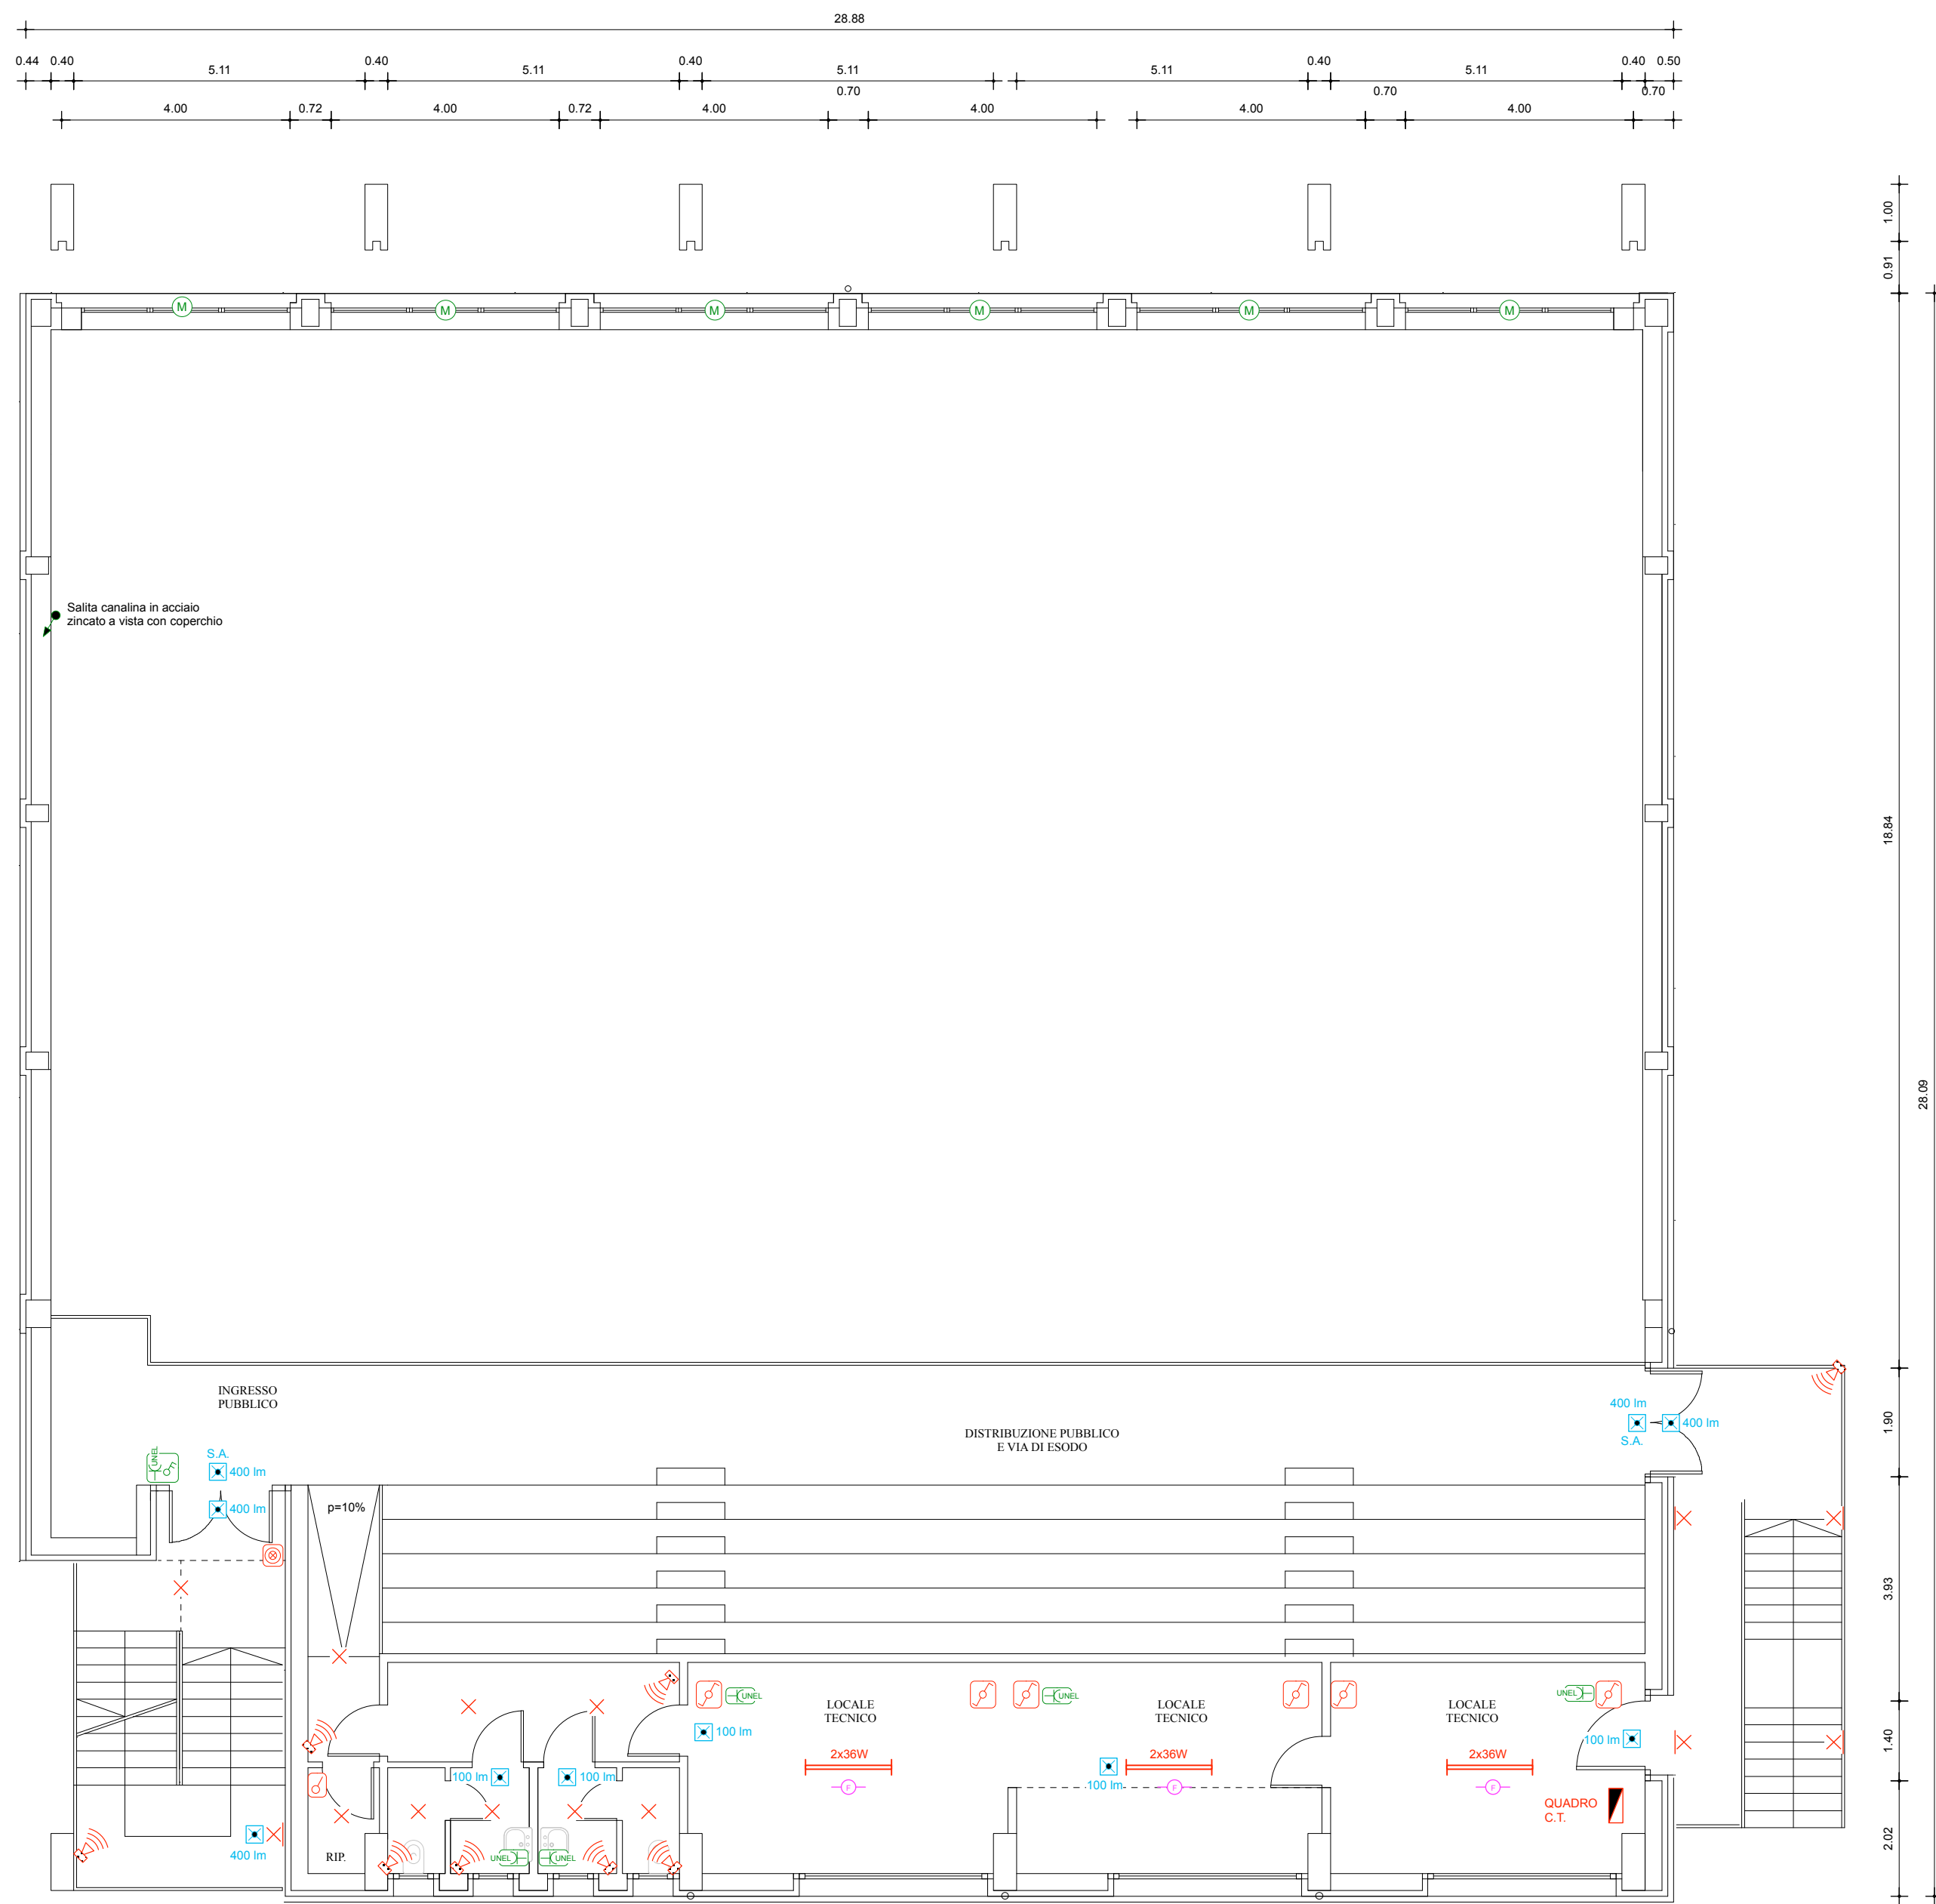 28.88
0.44 0.40 5.11 0.40 5.11 0.40 5.11 5.11 0.40 5.11 0.40 0.50
0.70 0.70 0.70
4.00 0.72 4.00 0.72 4.00 4.00 4.00 4.00
1.00
0.91
M M M M M M
Salita canalina in acciaio
zincato a vista con coperchio
18.84
28.09
INGRESSO
PUBBLICO
400 lm
DISTRIBUZIONE PUBBLICO
E VIA DI ESODO
400 lm
S.A.
1.90
UNEL
S.A.
400 lm
400 lm
p=10%
3.93
UNEL
UNEL
UNEL
LOCALE
TECNICO
LOCALE
TECNICO
LOCALE
TECNICO
100 lm
100 lm
1.40
2x36W
2x36W
2x36W
100 lm
100 lm
100 lm
F
F
F
QUADRO
C.T.
400 lm
RIP.
UNEL
UNEL
2.02